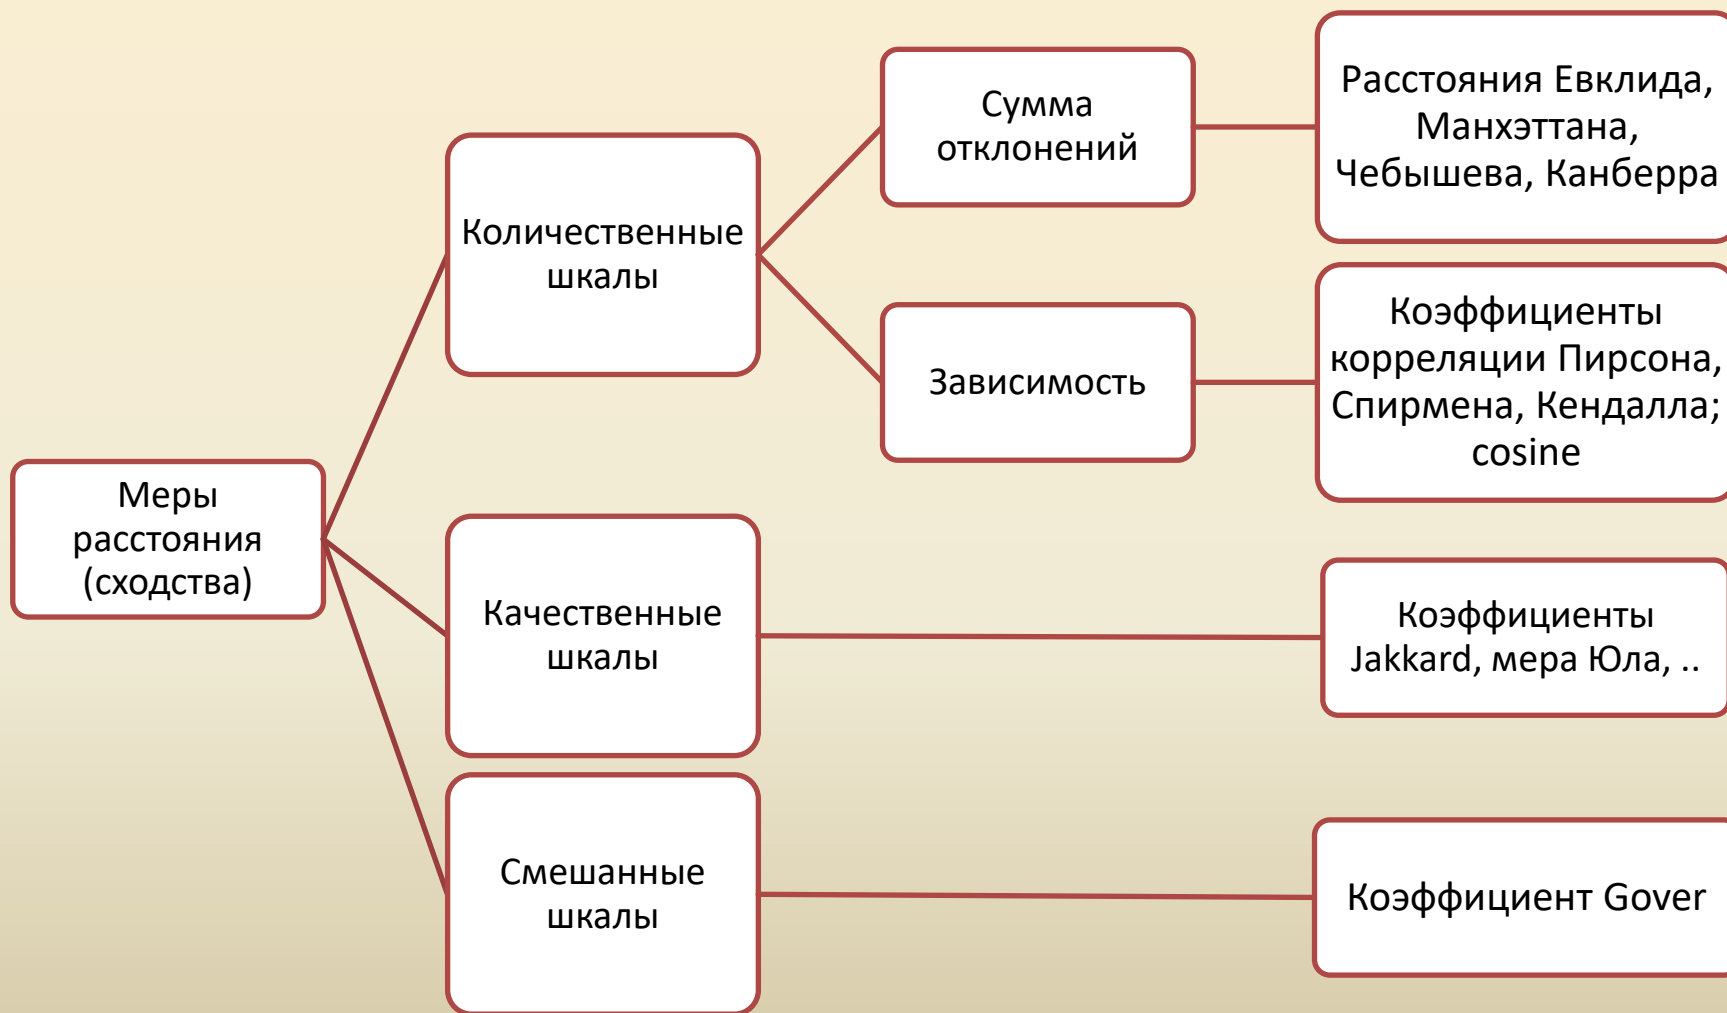 Меры
расстояния
(сходства)
Количественные
шкалы
Сумма
отклонений
Расстояния Евклида,
Манхэттана,
Чебышева, Канберра
Зависимость
Коэффициенты
корреляции Пирсона,
Спирмена, Кендалла;
cosine
Качественные
шкалы
Коэффициенты
Jakkard, мера Юла, ..
Смешанные
шкалы
Коэффициент Gover